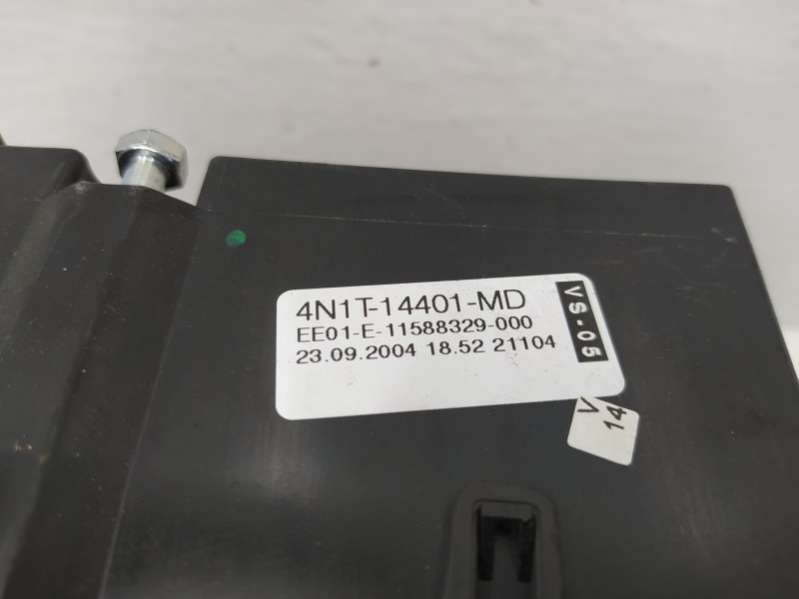 4N1T-14401-MD
EE01-E-11588329-000
23.09.2004 18.52 21104
VS.05
V
14